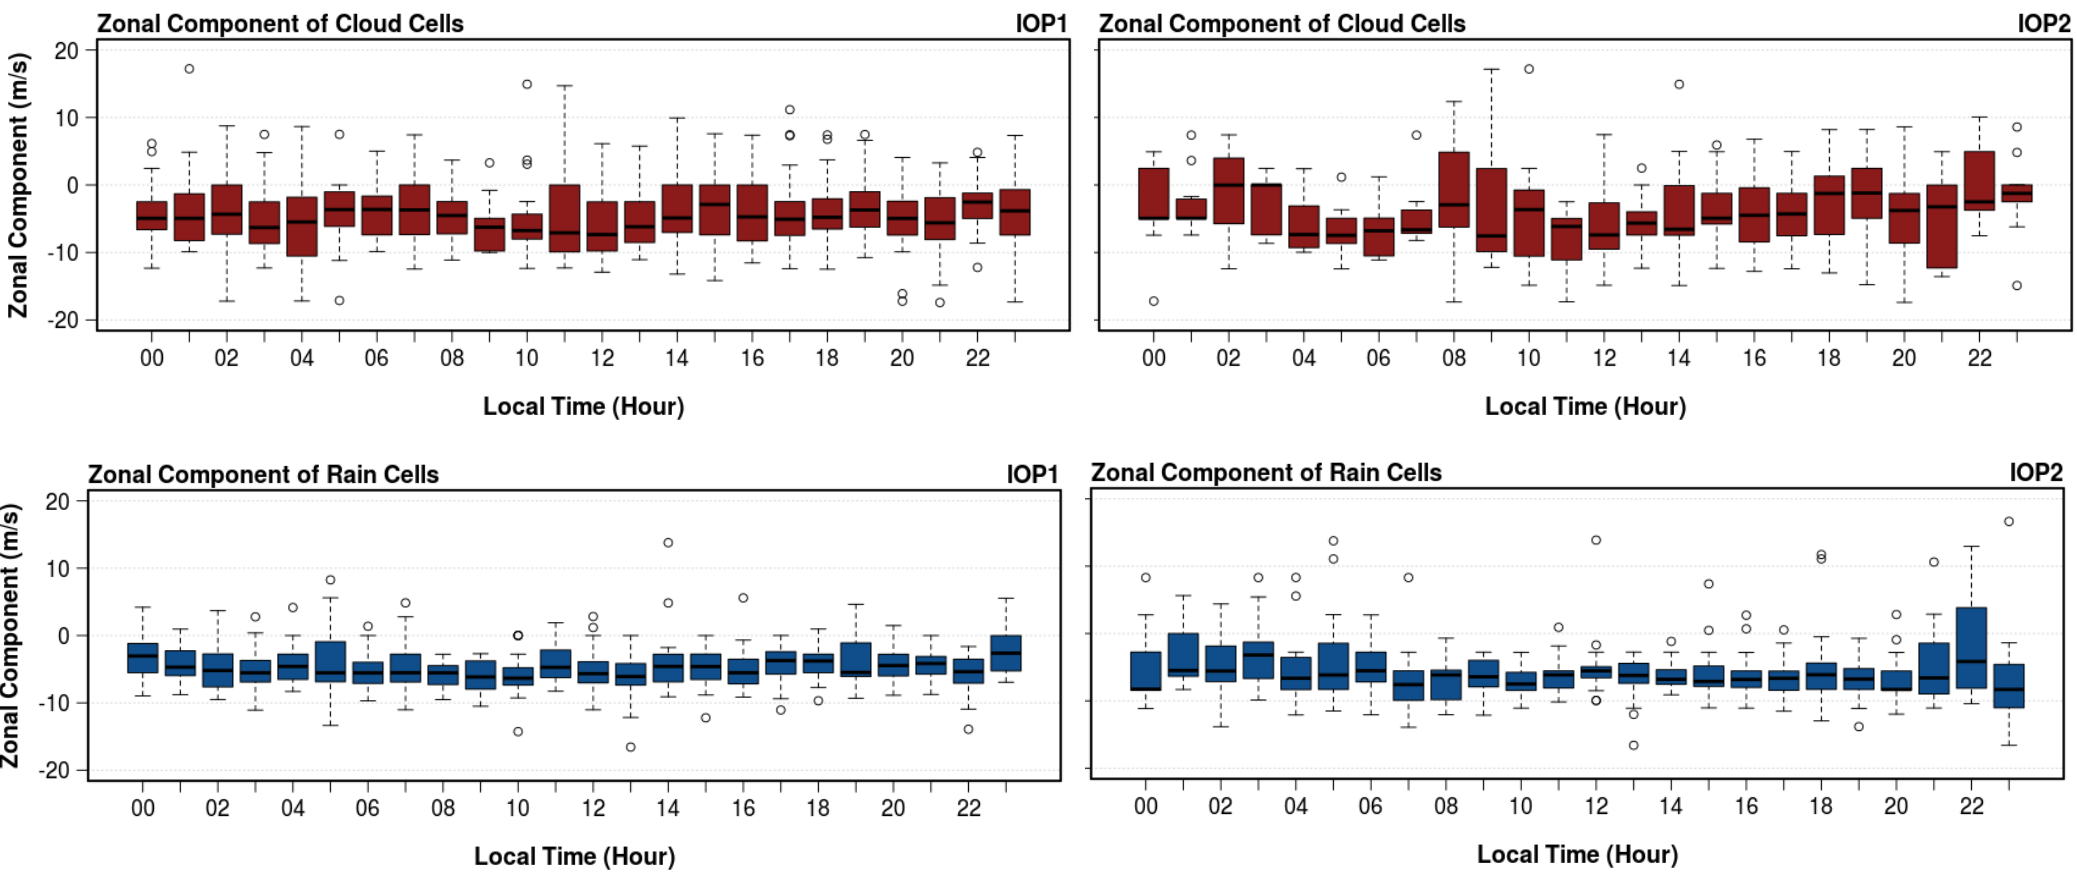 Zonal Component of Cloud Cells IOP1
Zonal Component (m/s)
20
10
0
-10
-20
00 02 04 06 08 10 12 14 16 18 20 22
Local Time (Hour)
Zonal Component of Cloud Cells IOP2
00 02 04 06 08 10 12 14 16 18 20 22
Local Time (Hour)
Zonal Component of Rain Cells IOP1
Zonal Component (m/s)
20
10
0
-10
-20
00 02 04 06 08 10 12 14 16 18 20 22
Local Time (Hour)
Zonal Component of Rain Cells IOP2
00 02 04 06 08 10 12 14 16 18 20 22
Local Time (Hour)